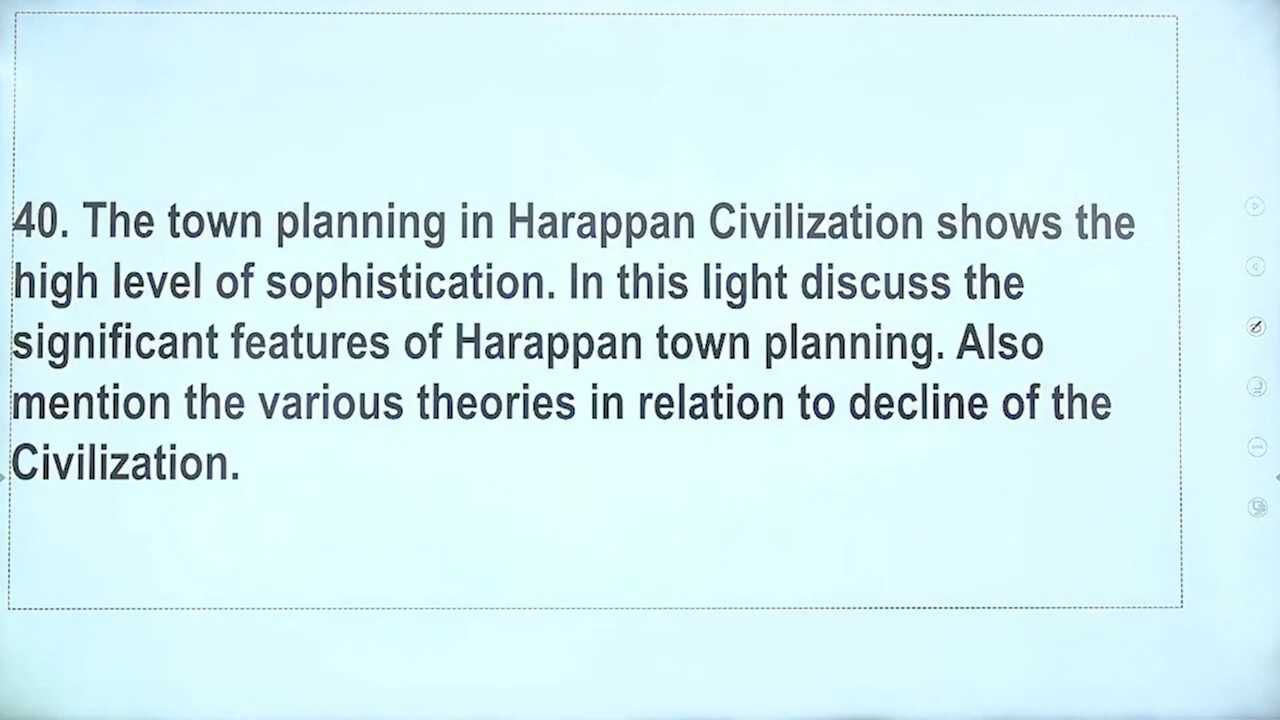 40. The town planning in Harappan Civilization shows the
high level of sophistication. In this light discuss the
significant features of Harappan town planning. Also
mention the various theories in relation to decline of the
Civilization.